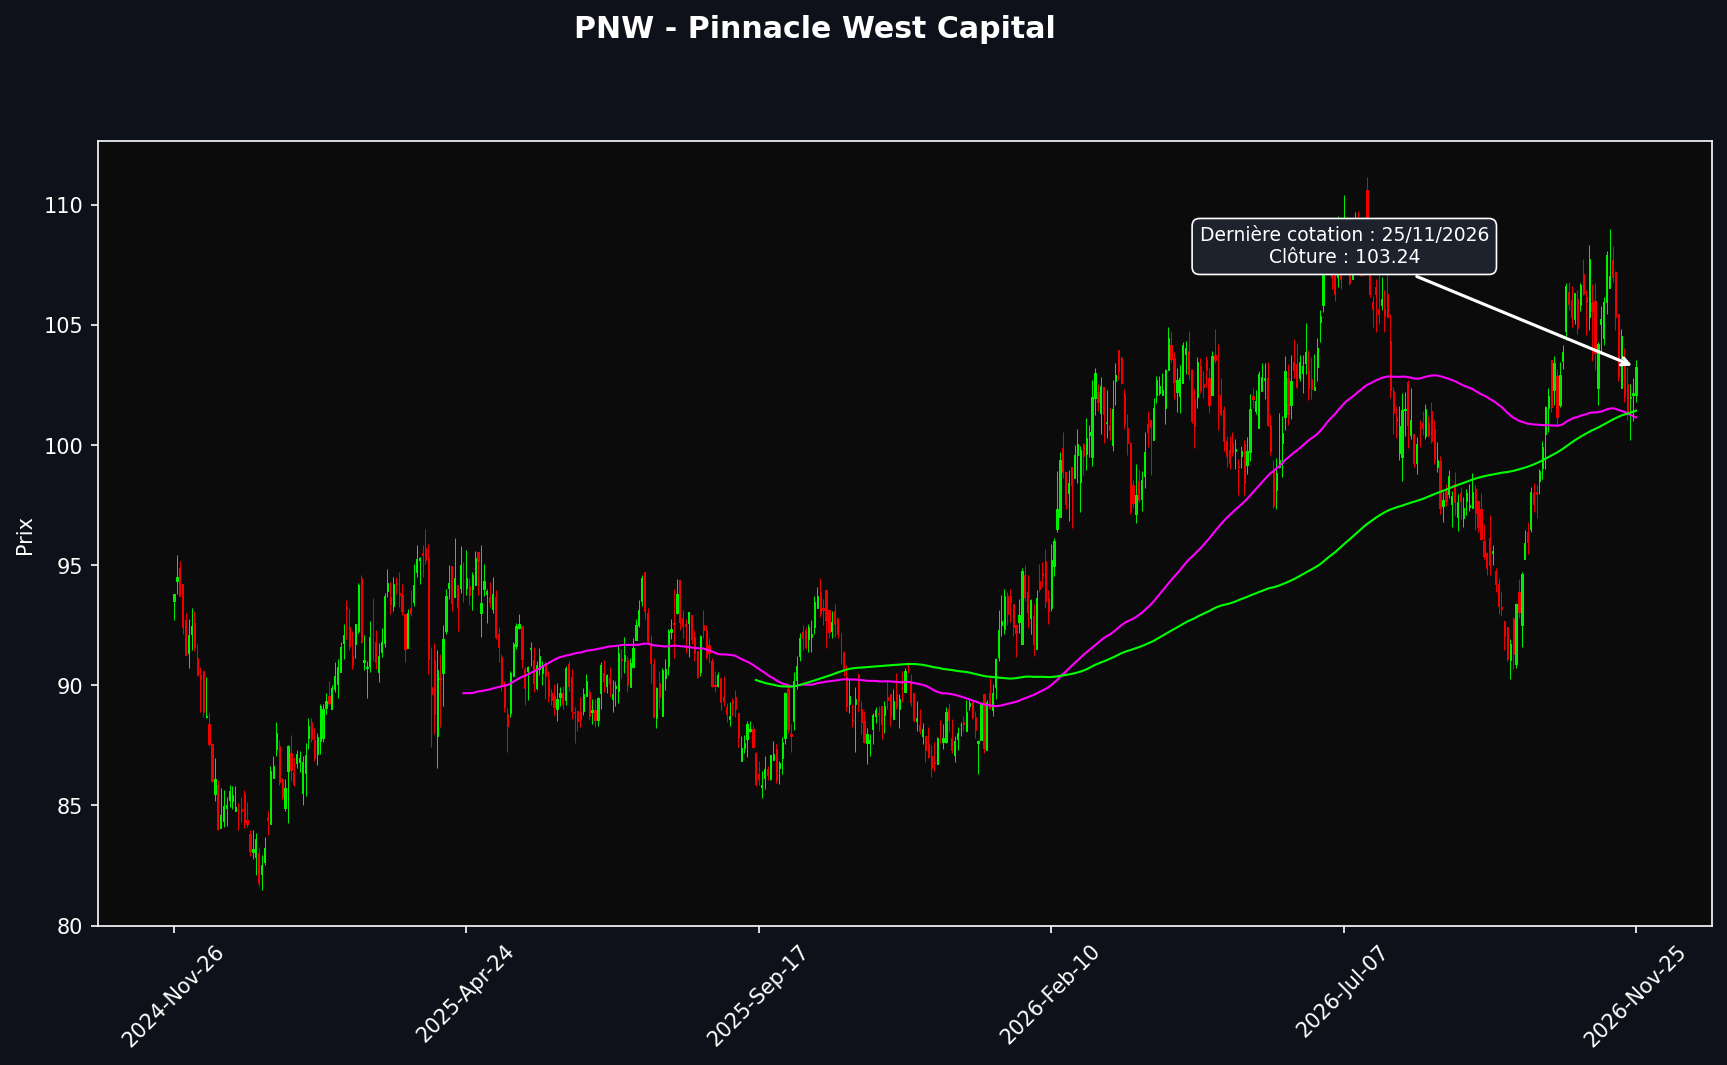 PNW - Pinnacle West Capital
Prix
110
105
100
95
90
85
80
Dernière cotation : 25/11/2026
Clôture : 103.24
2024-Nov-26
2025-Apr-24
2025-Sep-17
2026-Feb-10
2026-Jul-07
2026-Nov-25